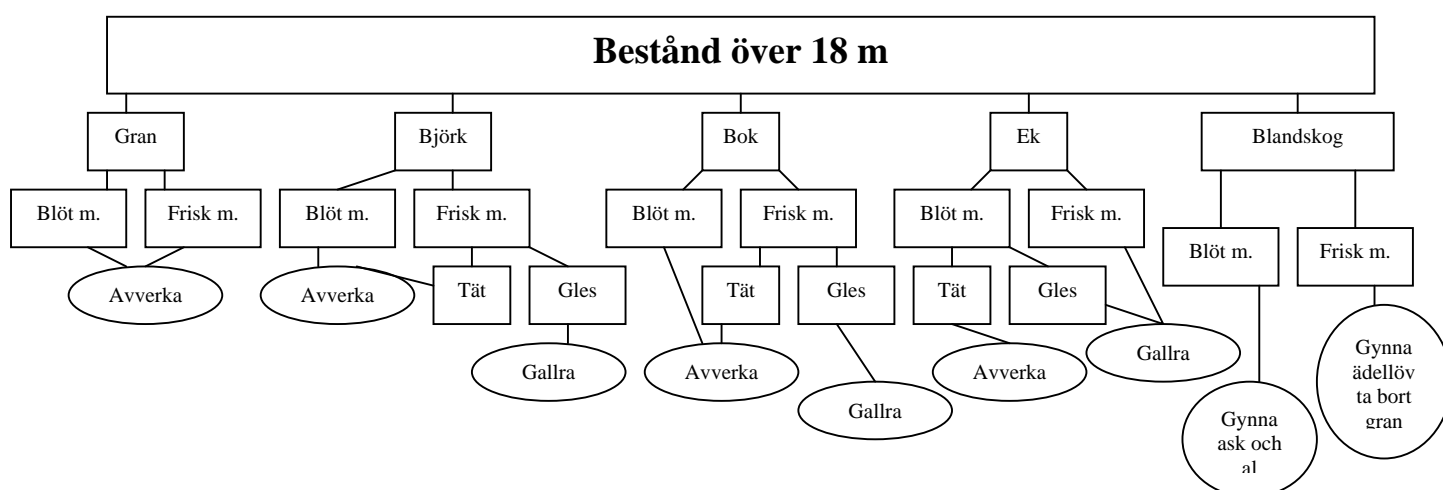 Bestånd över 18 m
Gran
Björk
Bok
Ek
Blandskog
Blöt m.
Frisk m.
Blöt m.
Frisk m.
Blöt m.
Frisk m.
Blöt m.
Frisk m.
Blöt m.
Frisk m.
Avverka
Avverka
Tät
Gles
Tät
Gles
Tät
Gles
Gallra
Avverka
Gallra
Avverka
Gallra
Gynna
ädellöv
ta bort
gran
Gynna
ask och
al